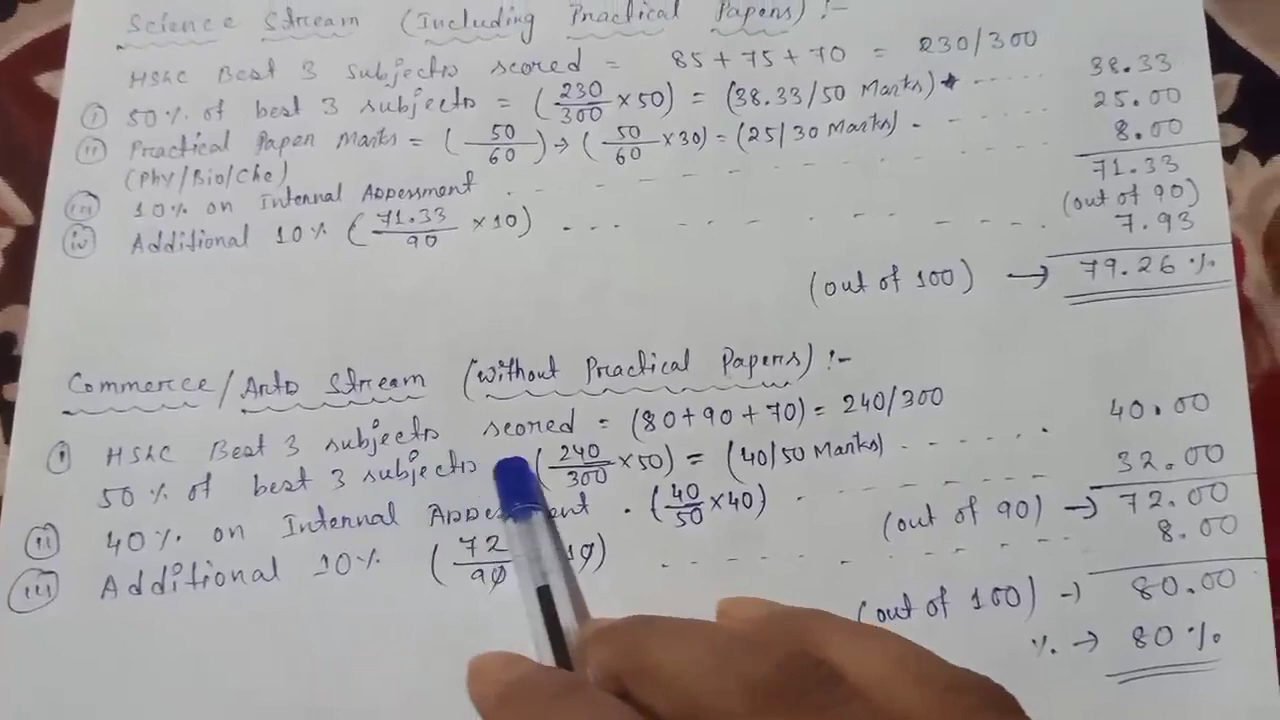 Science Stream (Including Practical Papers) :-
HSLC Best 3 subjects scored = 85 + 75 + 70 = 230/300
(i) 50% of best 3 subjects = (230/300 × 50) = (38.33/50 Marks) 38.33
(ii) Practical Paper Marks = (50/60) → (50/60 × 30) = (25/30 Marks) 25.00
(Phy/Bio/Che)
(iii) 10% on Internal Assessment 8.00
71.33
(out of 90)
(iv) Additional 10% (71.33/90 × 10) 7.93
(out of 100) → 79.26 %
Commerce/Arts Stream (Without Practical Papers) :-
(i) HSLC Best 3 subjects scored = (80 + 90 + 70) = 240/300
50% of best 3 subjects (240/300 × 50) = (40/50 Marks) 40.00
(ii) 40% on Internal (40/50 × 40) 32.00
(out of 90) → 72.00
(iii) Additional 10% (72/90 10) 8.00
(out of 100) → 80.00
% → 80 %